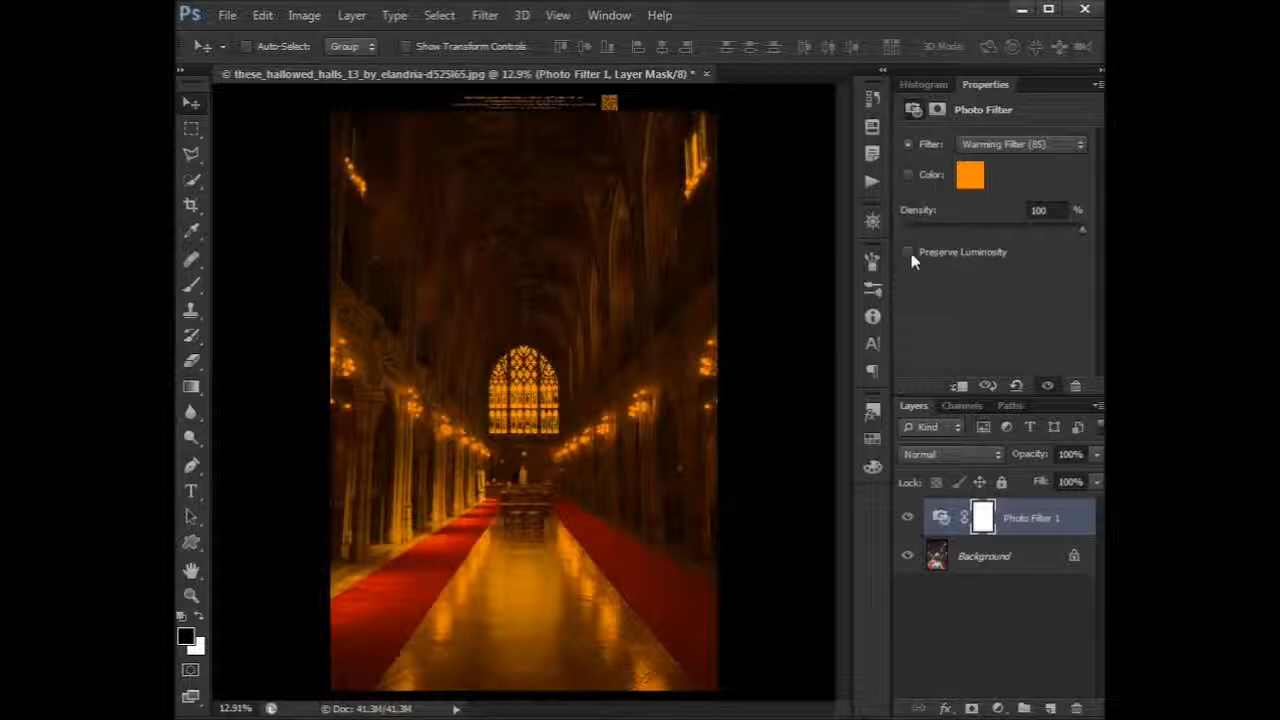 Ps File Edit Image Layer Type Select Filter 3D View Window Help
Auto-Select: Group Show Transform Controls 3D Mode:
© these_hallowed_halls_13_by_elandria-d525l65.jpg @ 12.9% (Photo Filter 1, Layer Mask/8) * ×
Histogram Properties
Photo Filter
Filter: Warming Filter (85)
Color:
Density: 100 %
Preserve Luminosity
Layers Channels Paths
Kind
Normal Opacity: 100%
Lock: Fill: 100%
Photo Filter 1
Background
12.91% © Doc: 41.3M/41.3M